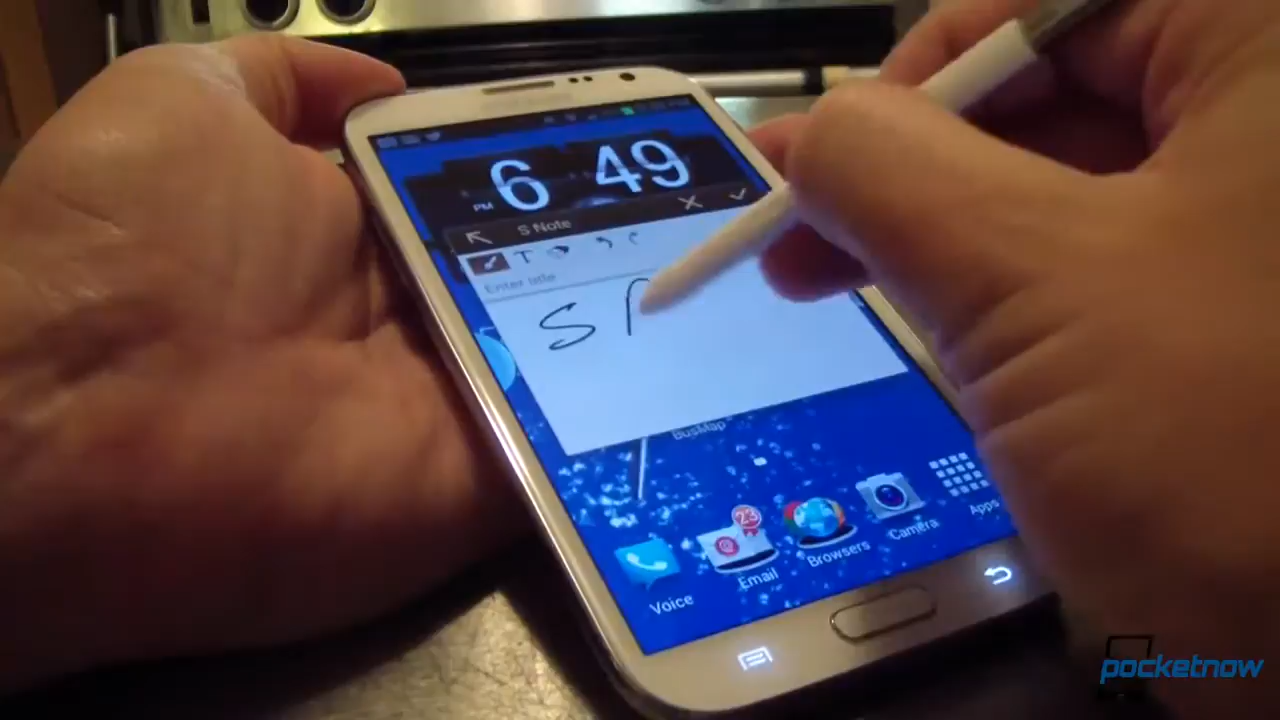 6 49
PM
S Note
T
Enter title
S
BusMap
23
Voice
Email
Browsers
Camera
Apps
pocketnow